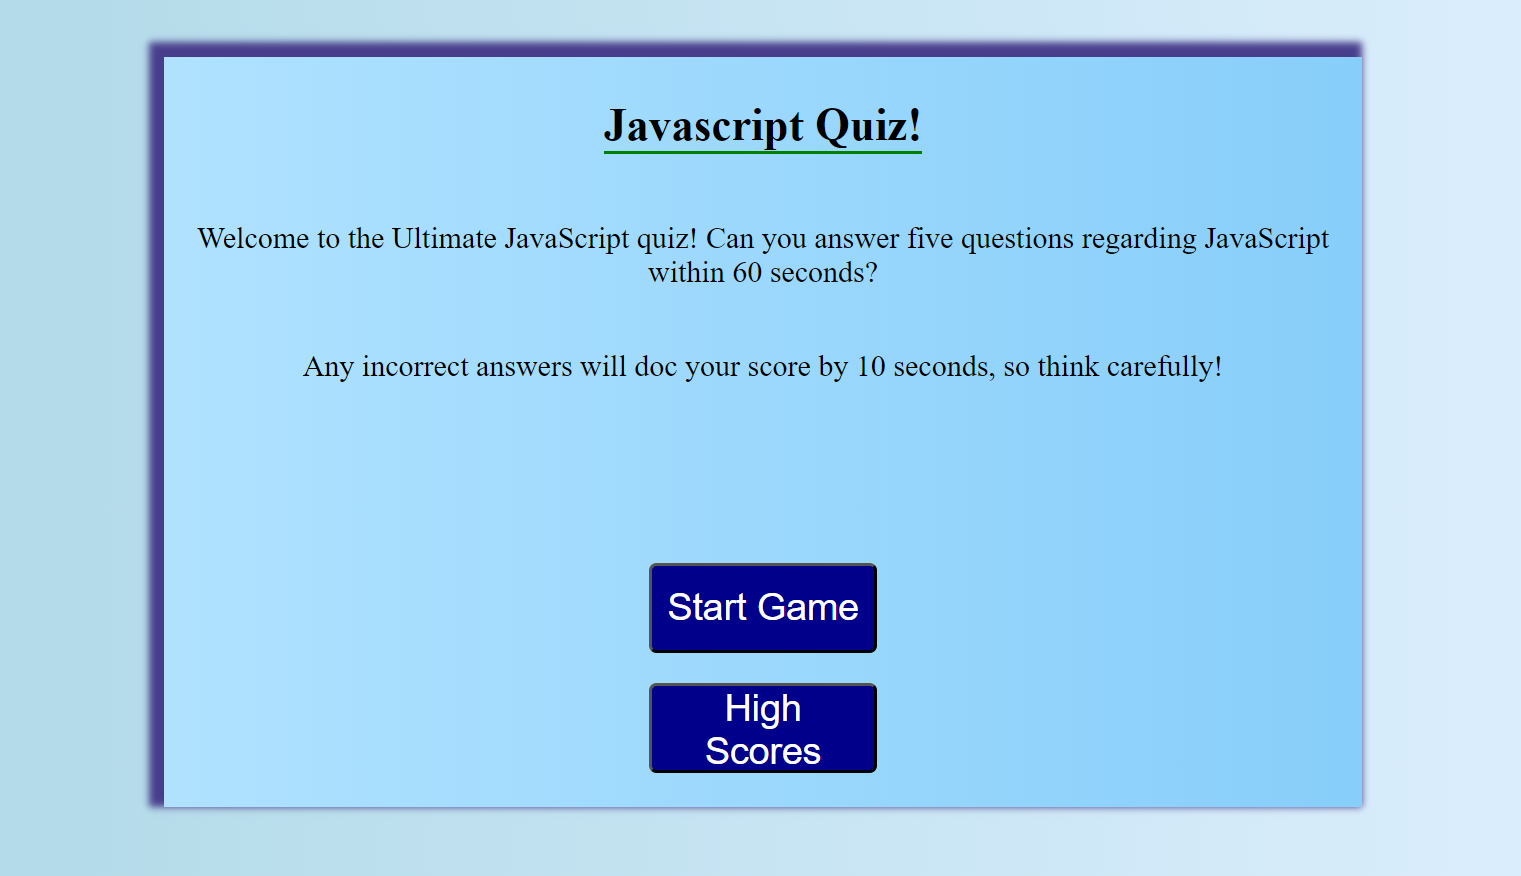 Javascript Quiz!
Welcome to the Ultimate JavaScript quiz! Can you answer five questions regarding JavaScript
within 60 seconds?
Any incorrect answers will doc your score by 10 seconds, so think carefully!
Start Game
High
Scores